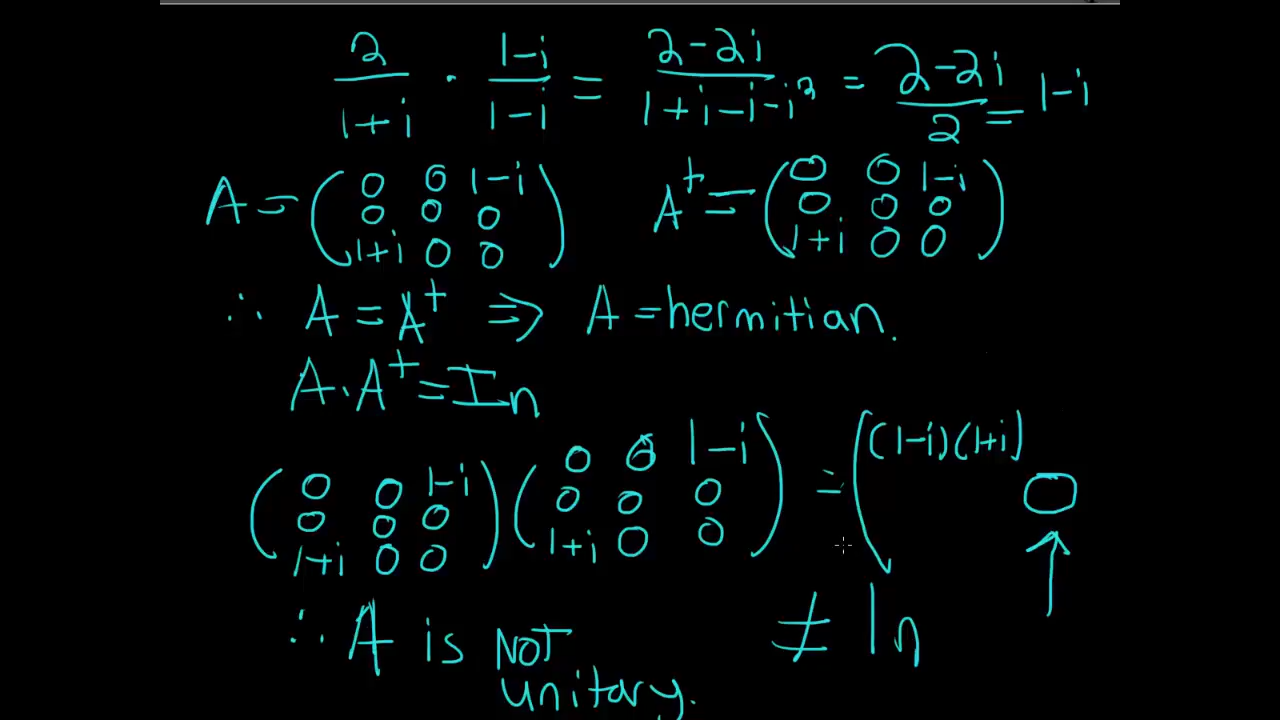 2/(1+i) · (1-i)/(1-i) = (2-2i)/(1+i-i-i²) = (2-2i)/2 = 1-i
A = (0 0 1-i; 0 0 0; 1+i 0 0) A† = (0 0 1-i; 0 0 0; 1+i 0 0)
∴ A = A† ⇒ A = hermitian.
A·A† = In
(0 0 1-i; 0 0 0; 1+i 0 0)(0 0 1-i; 0 0 0; 1+i 0 0) = ((1-i)(1+i) 0
↑
∴ A is NOT unitary. ≠ In